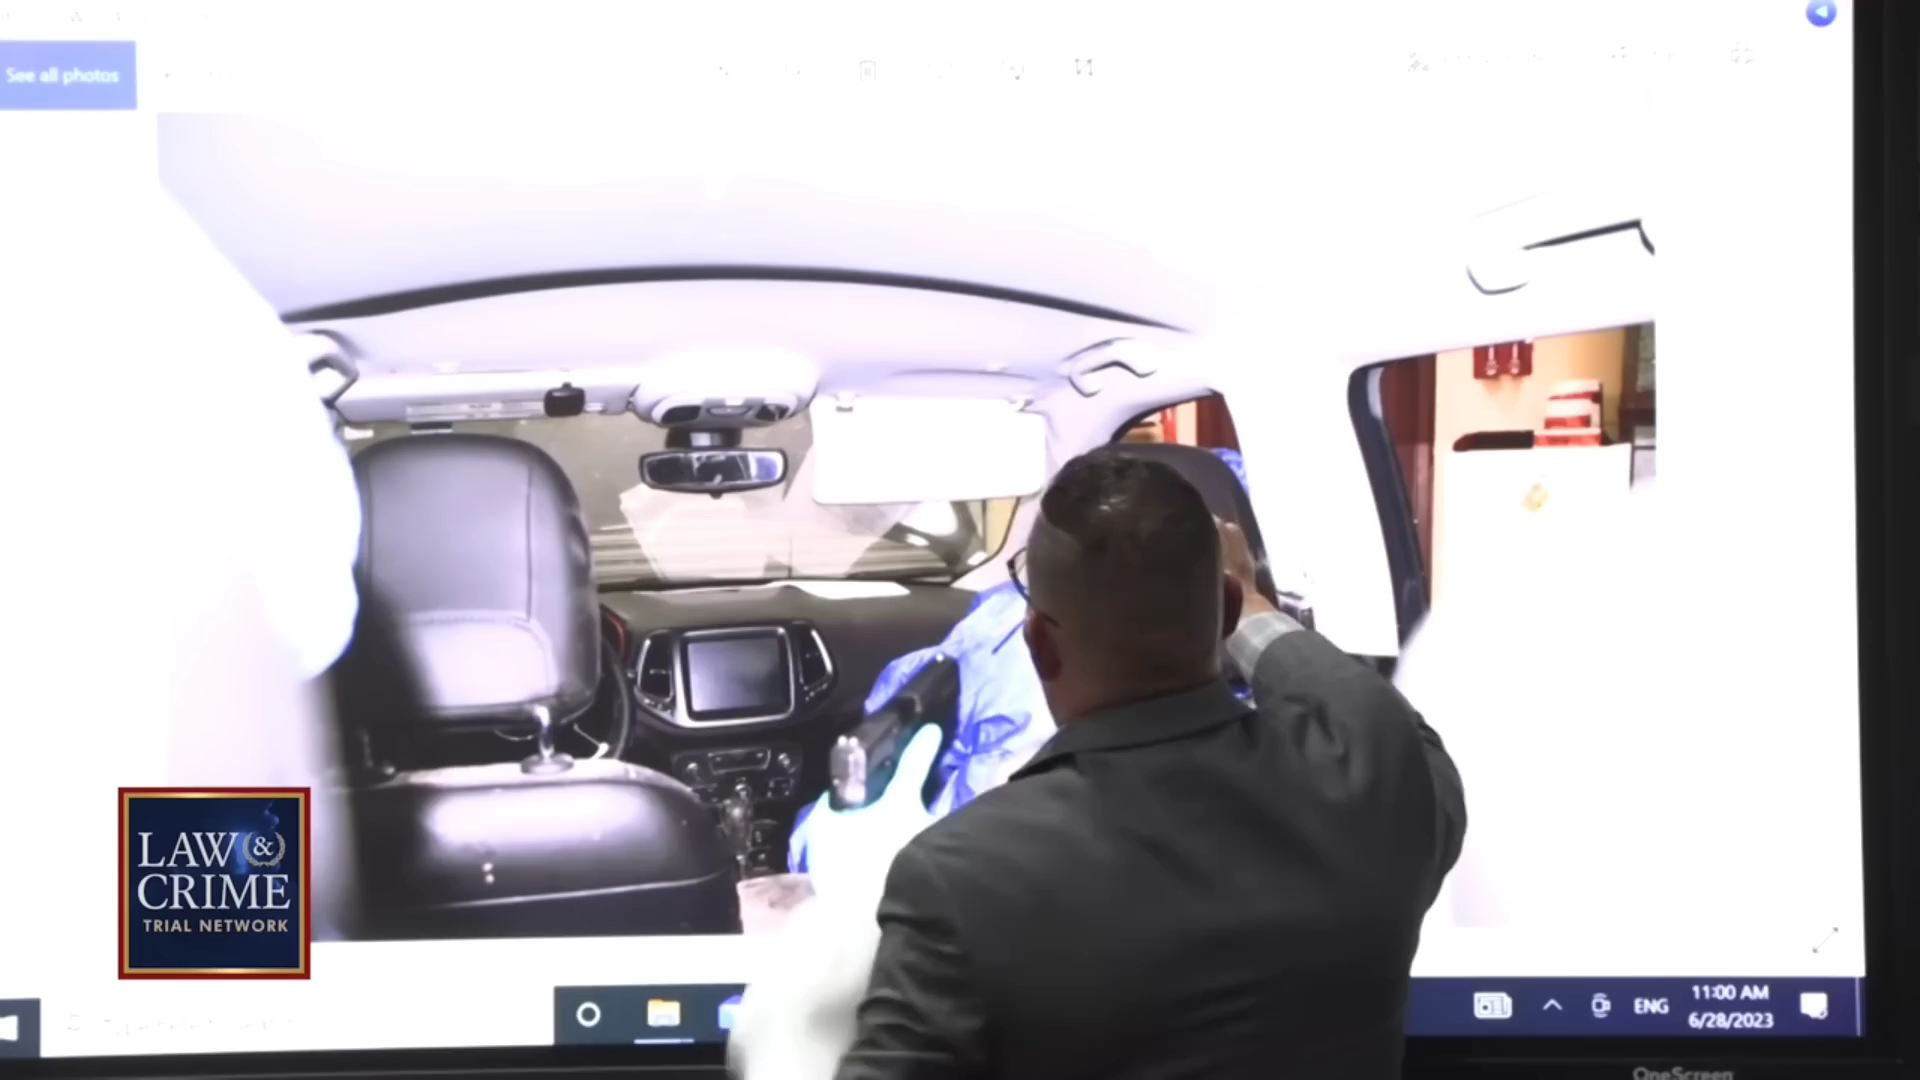 See all photos
LAW &
CRIME
TRIAL NETWORK
ENG
11:00 AM
6/28/2023
OneScreen